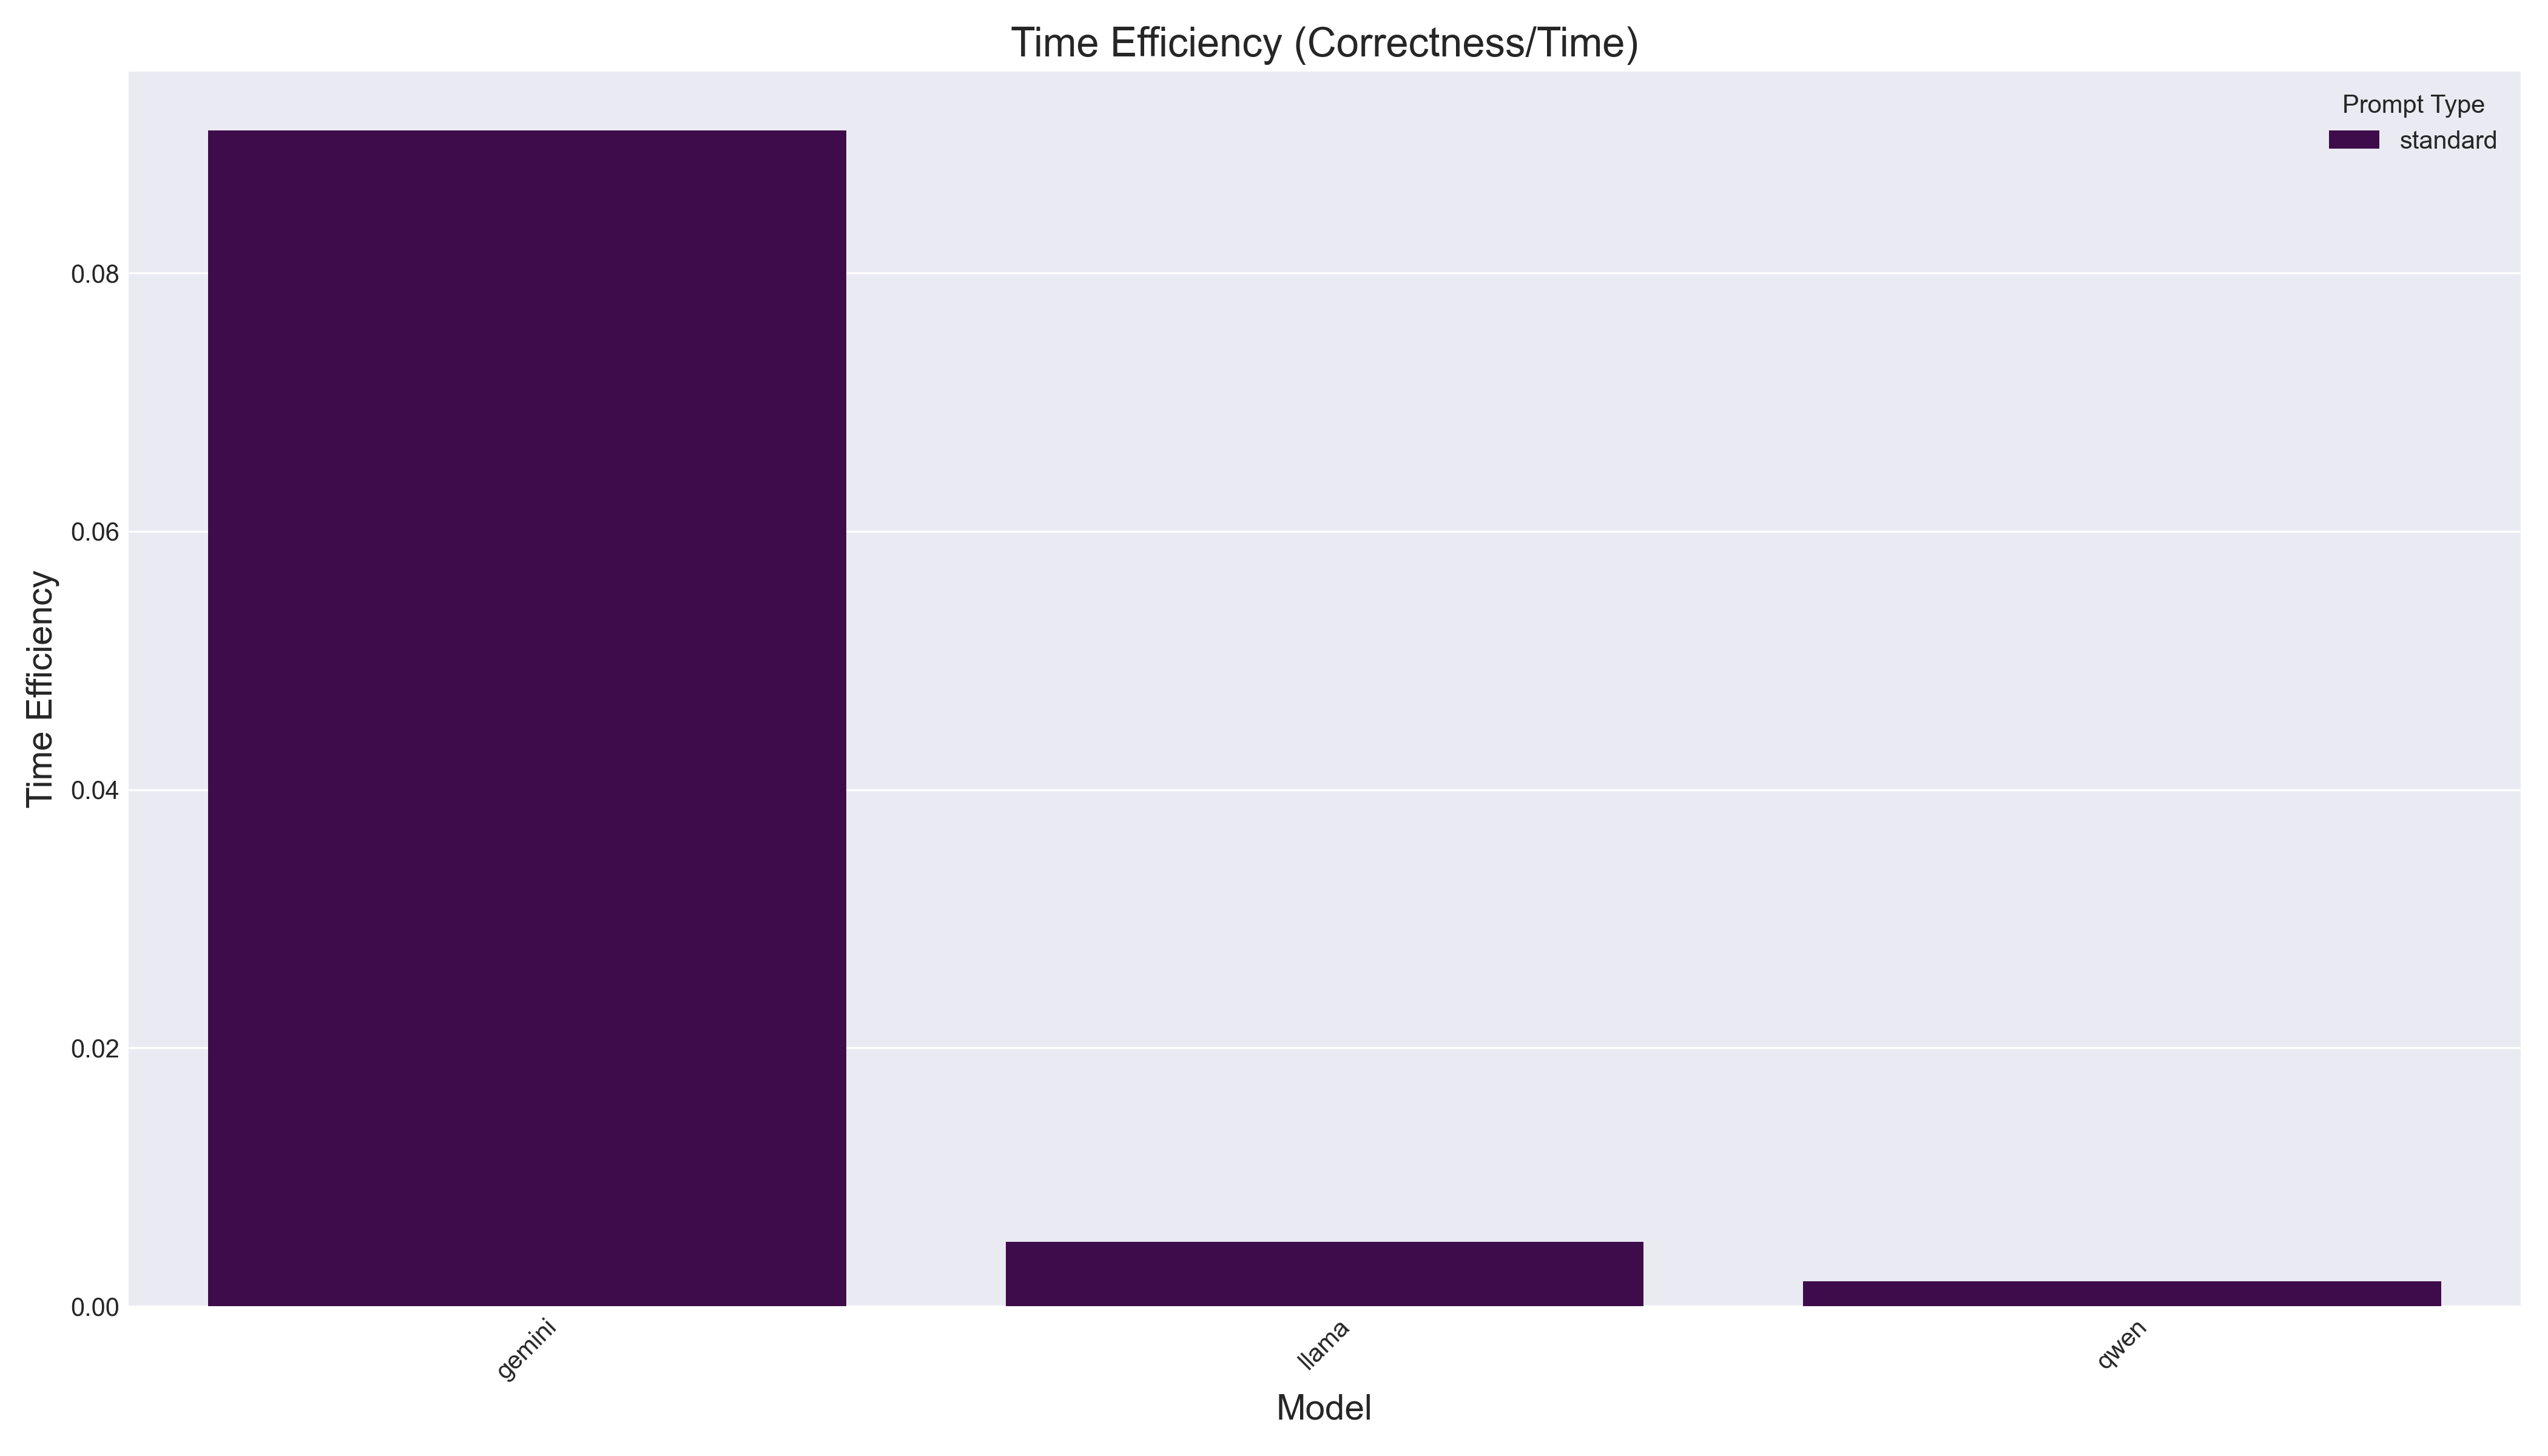 Time Efficiency (Correctness/Time)
Prompt Type
standard
0.08
0.06
0.04
0.02
0.00
Time Efficiency
gemini
llama
qwen
Model